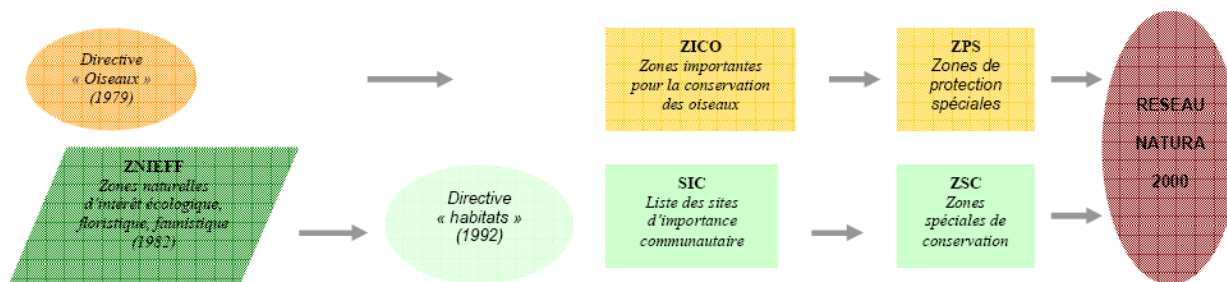 Directive
« Oiseaux »
(1979)
ZICO
Zones importantes
pour la conservation
des oiseaux
ZPS
Zones de
protection
spéciales
RESEAU
NATURA
2000
ZNIEFF
Zones naturelles
d'intérêt écologique,
floristique, faunistique
(1982)
Directive
« habitats »
(1992)
SIC
Liste des sites
d'importance
communautaire
ZSC
Zones
spéciales de
conservation